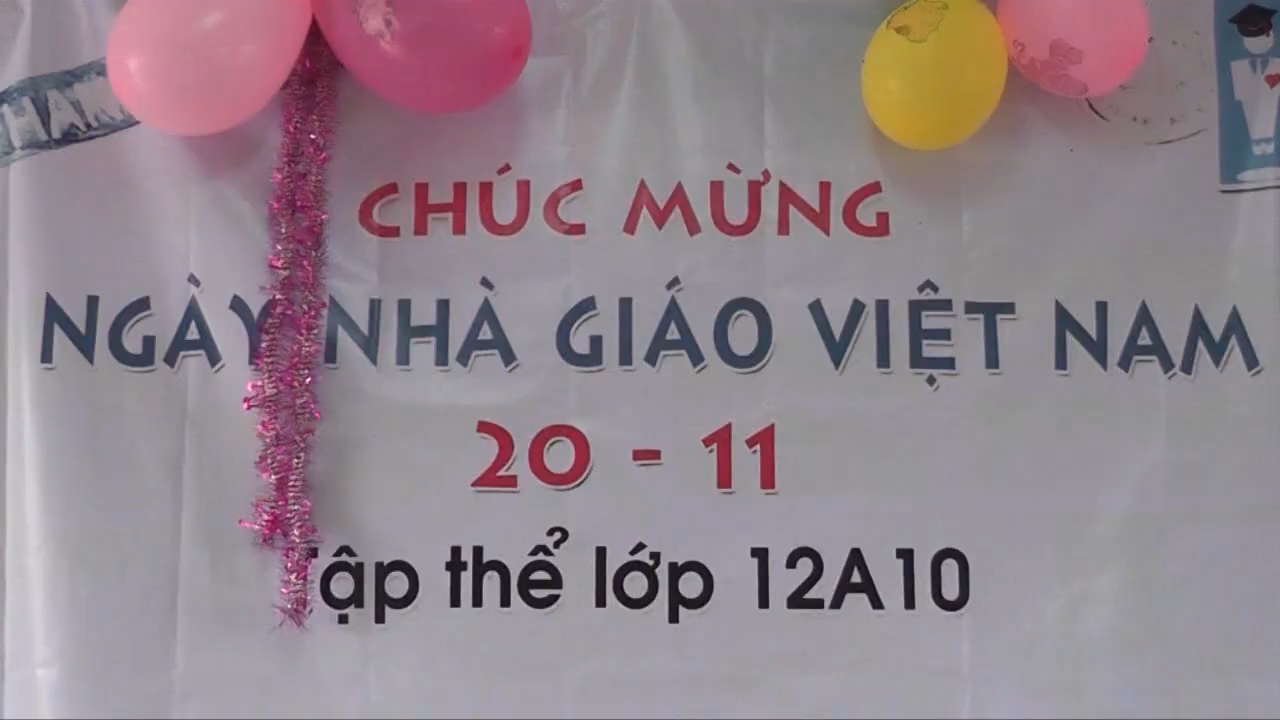 CHÚC MỪNG
NGÀY NHÀ GIÁO VIỆT NAM
20 - 11
Tập thể lớp 12A10